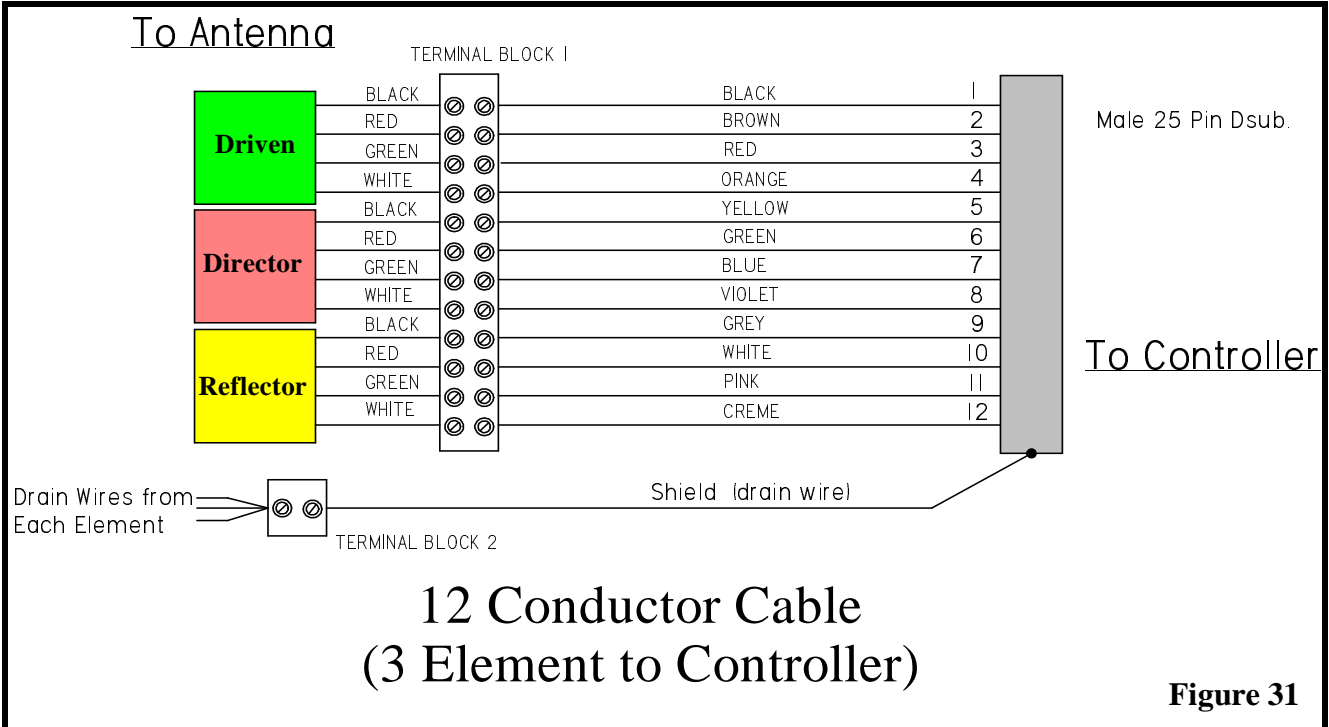 To Antenna
TERMINAL BLOCK 1
BLACK BLACK 1
Driven RED BROWN 2
GREEN RED 3
WHITE ORANGE 4
BLACK YELLOW 5
RED GREEN 6
Director GREEN BLUE 7
WHITE VIOLET 8
BLACK GREY 9
RED WHITE 10
Reflector GREEN PINK 11
WHITE CREME 12
Male 25 Pin Dsub.
To Controller
Drain Wires from
Each Element
Shield (drain wire)
TERMINAL BLOCK 2
12 Conductor Cable
(3 Element to Controller)
Figure 31